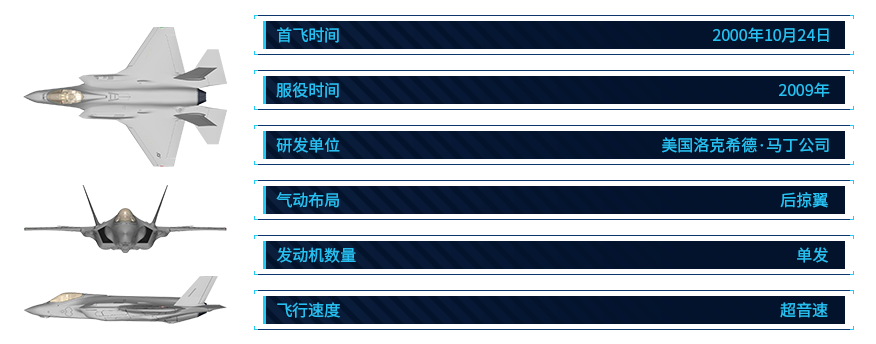 首飞时间 2000年10月24日
服役时间 2009年
研发单位 美国洛克希德·马丁公司
气动布局 后掠翼
发动机数量 单发
飞行速度 超音速